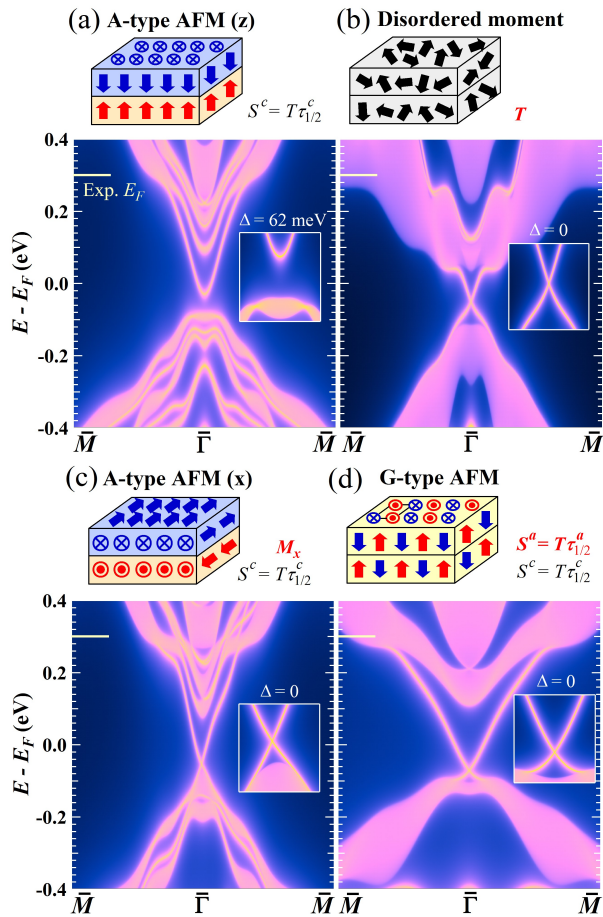 (a) A-type AFM (z)
S^c = Tτ^c_{1/2}
(b) Disordered moment
T
0.4
0.2
0.0
-0.2
-0.4
E - E_F (eV)
Exp. E_F
Δ = 62 meV
Δ = 0
M̄ Γ̄ M̄ Γ̄ M̄
(c) A-type AFM (x)
M_x
S^c = Tτ^c_{1/2}
(d) G-type AFM
S^a = Tτ^a_{1/2}
S^c = Tτ^c_{1/2}
0.4
0.2
0.0
-0.2
-0.4
E - E_F (eV)
Δ = 0
Δ = 0
M̄ Γ̄ M̄ Γ̄ M̄